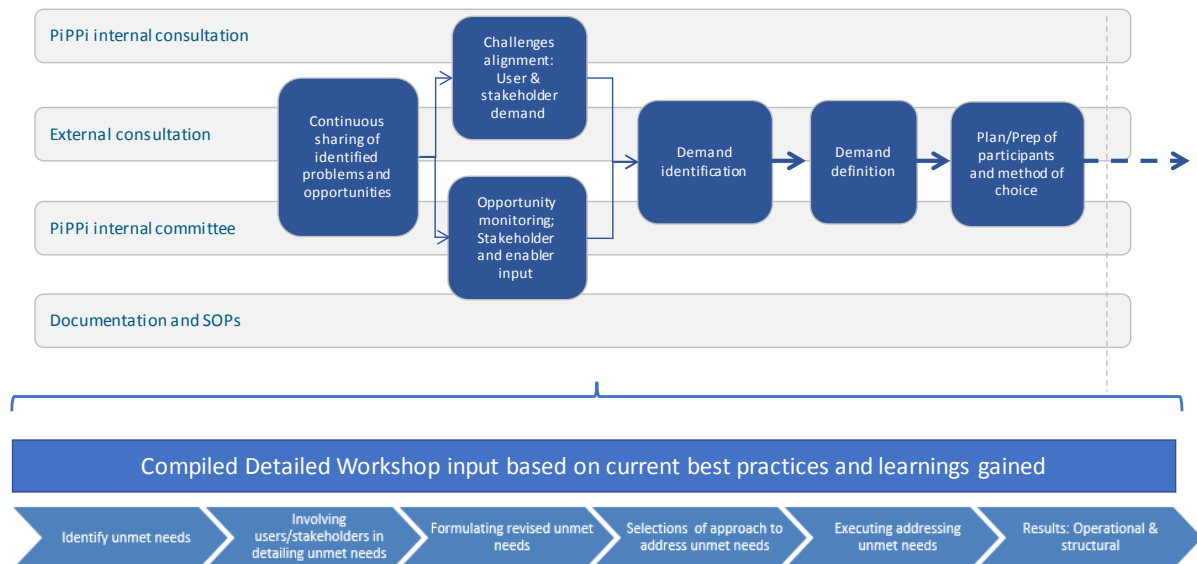 PiPPi internal consultation
External consultation
PiPPi internal committee
Documentation and SOPs
Continuous
sharing of
identified
problems and
opportunities
Challenges
alignment:
User &
stakeholder
demand
Opportunity
monitoring;
Stakeholder
and enabler
input
Demand
identification
Demand
definition
Plan/Prep of
participants
and method of
choice
Compiled Detailed Workshop input based on current best practices and learnings gained
Identify unmet needs
Involving
users/stakeholders in
detailing unmet needs
Formulating revised unmet
needs
Selections of approach to
address unmet needs
Executing addressing
unmet needs
Results: Operational &
structural